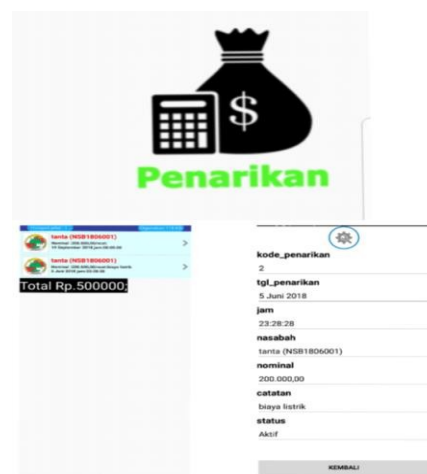 $
Penarikan
tanta (NSB1806001)
tanta (NSB1806001)
Total Rp.500000;
kode_penarikan
2
tgl_penarikan
5 Juni 2018
jam
23:28:28
nasabah
tanta (NSB1806001)
nominal
200.000,00
catatan
biaya listrik
status
Aktif
KEMBALI